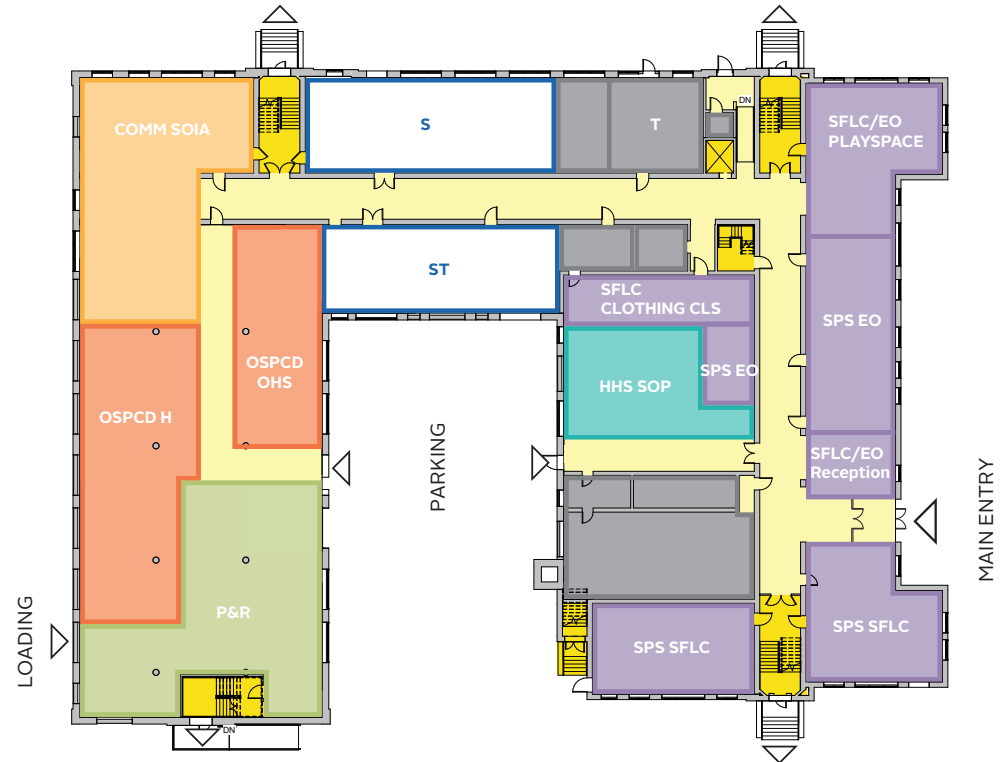 DN
COMM SOIA
S
T
SFLC/EO
PLAYSPACE
ST
SFLC
CLOTHING CLS
SPS EO
OSPCD
OHS
SPS EO
HHS SOP
OSPCD H
PARKING
SFLC/EO
Reception
MAIN ENTRY
LOADING
P&R
SPS SFLC
SPS SFLC
DN